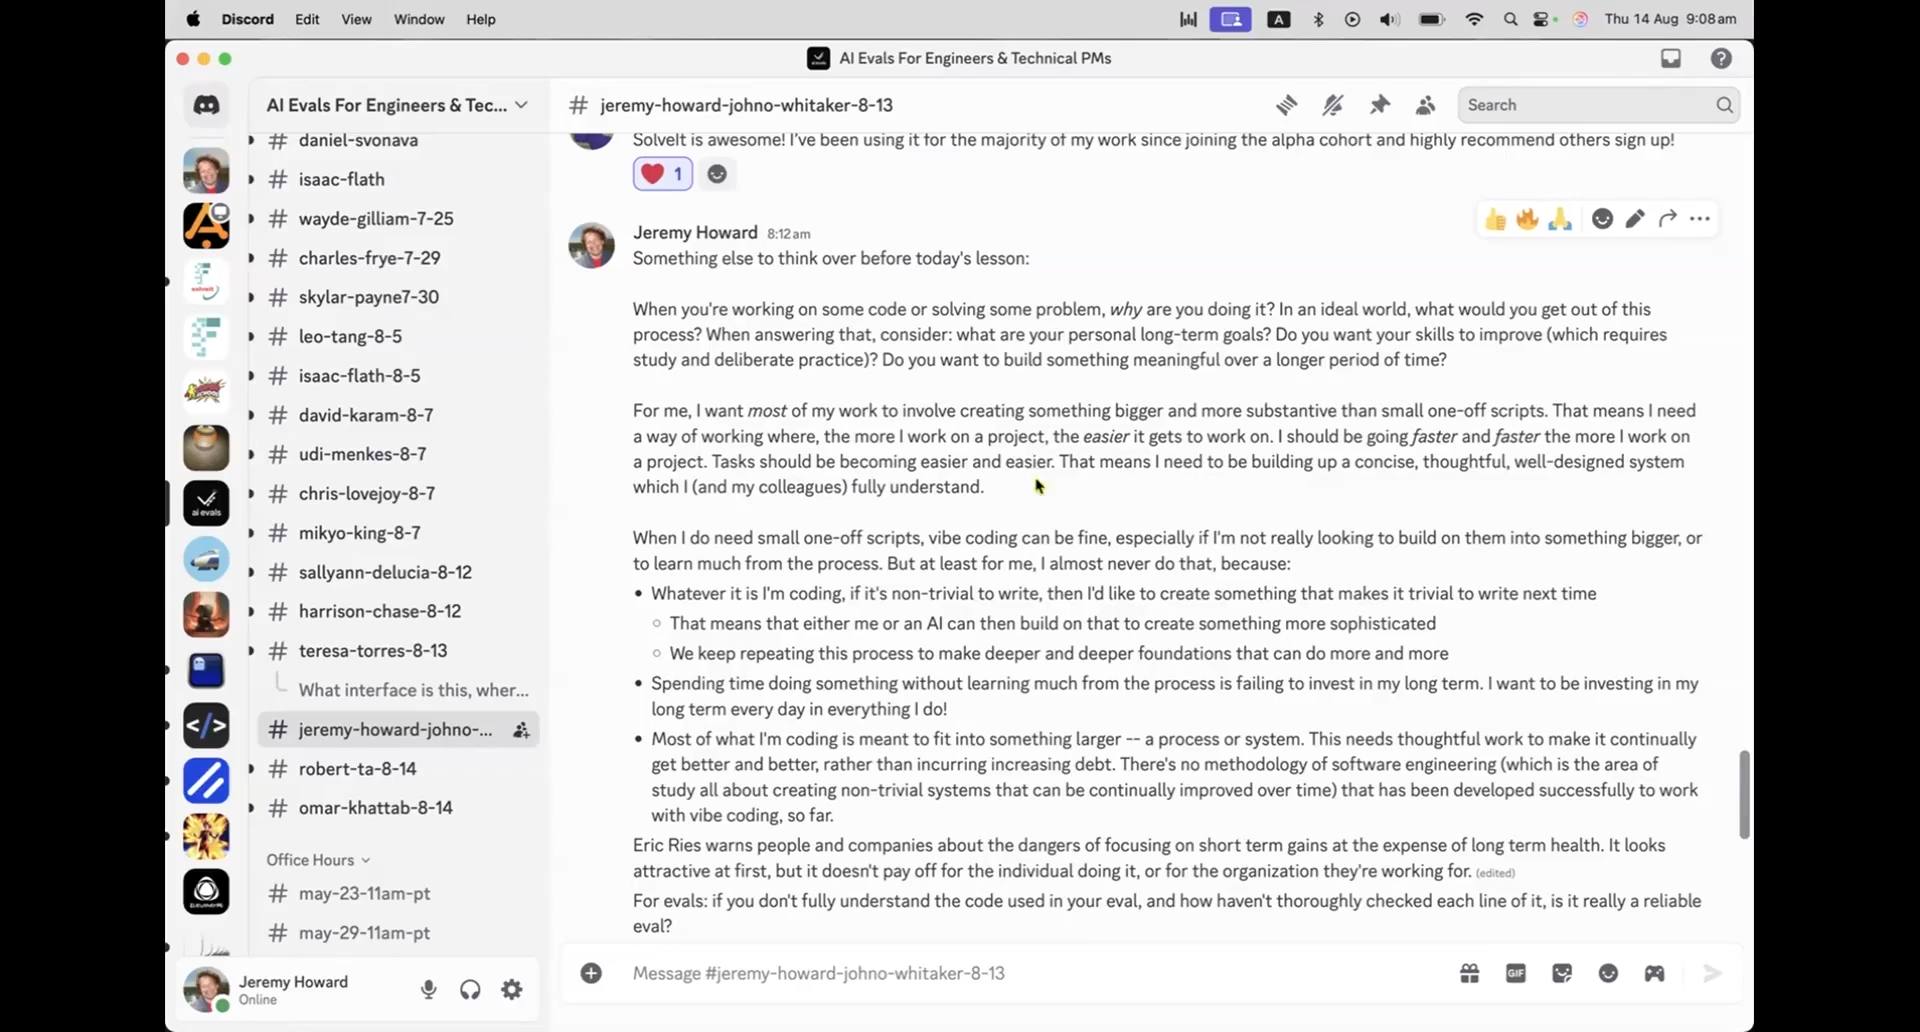 Discord Edit View Window Help
A
Thu 14 Aug 9:08 am
AI Evals For Engineers & Technical PMs
AI Evals For Engineers & Tec...
daniel-svonava
isaac-flath
wayde-gilliam-7-25
charles-frye-7-29
skylar-payne7-30
leo-tang-8-5
isaac-flath-8-5
david-karam-8-7
udi-menkes-8-7
chris-lovejoy-8-7
mikyo-king-8-7
sallyann-delucia-8-12
harrison-chase-8-12
teresa-torres-8-13
What interface is this, wher...
jeremy-howard-johno-...
robert-ta-8-14
omar-khattab-8-14
Office Hours
may-23-11am-pt
may-29-11am-pt
solveit
ai evals
Jeremy Howard
Online
# jeremy-howard-johno-whitaker-8-13
Search
SolveIt is awesome! I've been using it for the majority of my work since joining the alpha cohort and highly recommend others sign up!
1
Jeremy Howard 8:12 am
Something else to think over before today's lesson:
When you're working on some code or solving some problem, why are you doing it? In an ideal world, what would you get out of this
process? When answering that, consider: what are your personal long-term goals? Do you want your skills to improve (which requires
study and deliberate practice)? Do you want to build something meaningful over a longer period of time?
For me, I want most of my work to involve creating something bigger and more substantive than small one-off scripts. That means I need
a way of working where, the more I work on a project, the easier it gets to work on. I should be going faster and faster the more I work on
a project. Tasks should be becoming easier and easier. That means I need to be building up a concise, thoughtful, well-designed system
which I (and my colleagues) fully understand.
When I do need small one-off scripts, vibe coding can be fine, especially if I'm not really looking to build on them into something bigger, or
to learn much from the process. But at least for me, I almost never do that, because:
• Whatever it is I'm coding, if it's non-trivial to write, then I'd like to create something that makes it trivial to write next time
◦ That means that either me or an AI can then build on that to create something more sophisticated
◦ We keep repeating this process to make deeper and deeper foundations that can do more and more
• Spending time doing something without learning much from the process is failing to invest in my long term. I want to be investing in my
long term every day in everything I do!
• Most of what I'm coding is meant to fit into something larger -- a process or system. This needs thoughtful work to make it continually
get better and better, rather than incurring increasing debt. There's no methodology of software engineering (which is the area of
study all about creating non-trivial systems that can be continually improved over time) that has been developed successfully to work
with vibe coding, so far.
Eric Ries warns people and companies about the dangers of focusing on short term gains at the expense of long term health. It looks
attractive at first, but it doesn't pay off for the individual doing it, or for the organization they're working for. (edited)
For evals: if you don't fully understand the code used in your eval, and how haven't thoroughly checked each line of it, is it really a reliable
eval?
Message #jeremy-howard-johno-whitaker-8-13
GIF